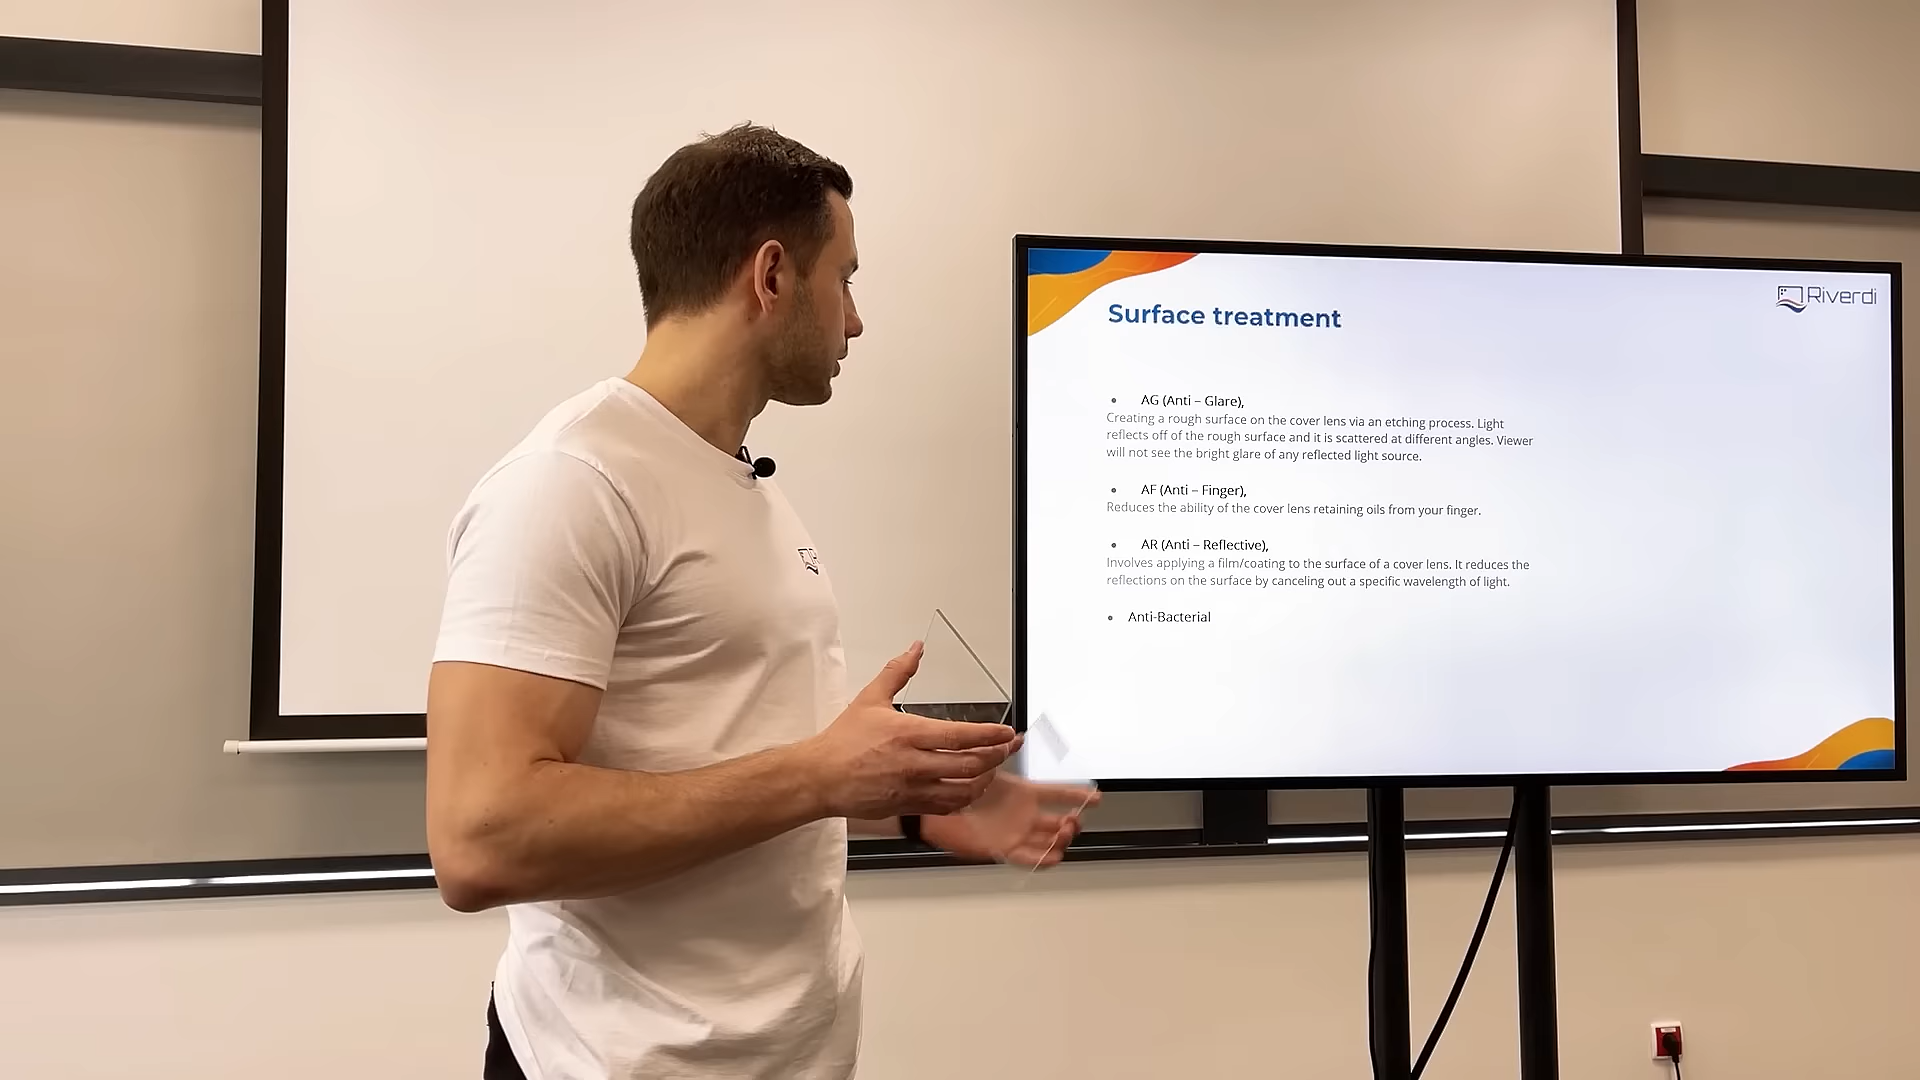 Riverdi
Surface treatment
AG (Anti – Glare),
Creating a rough surface on the cover lens via an etching process. Light
reflects off of the rough surface and it is scattered at different angles. Viewer
will not see the bright glare of any reflected light source.
AF (Anti – Finger),
Reduces the ability of the cover lens retaining oils from your finger.
AR (Anti – Reflective),
Involves applying a film/coating to the surface of a cover lens. It reduces the
reflections on the surface by canceling out a specific wavelength of light.
Anti-Bacterial